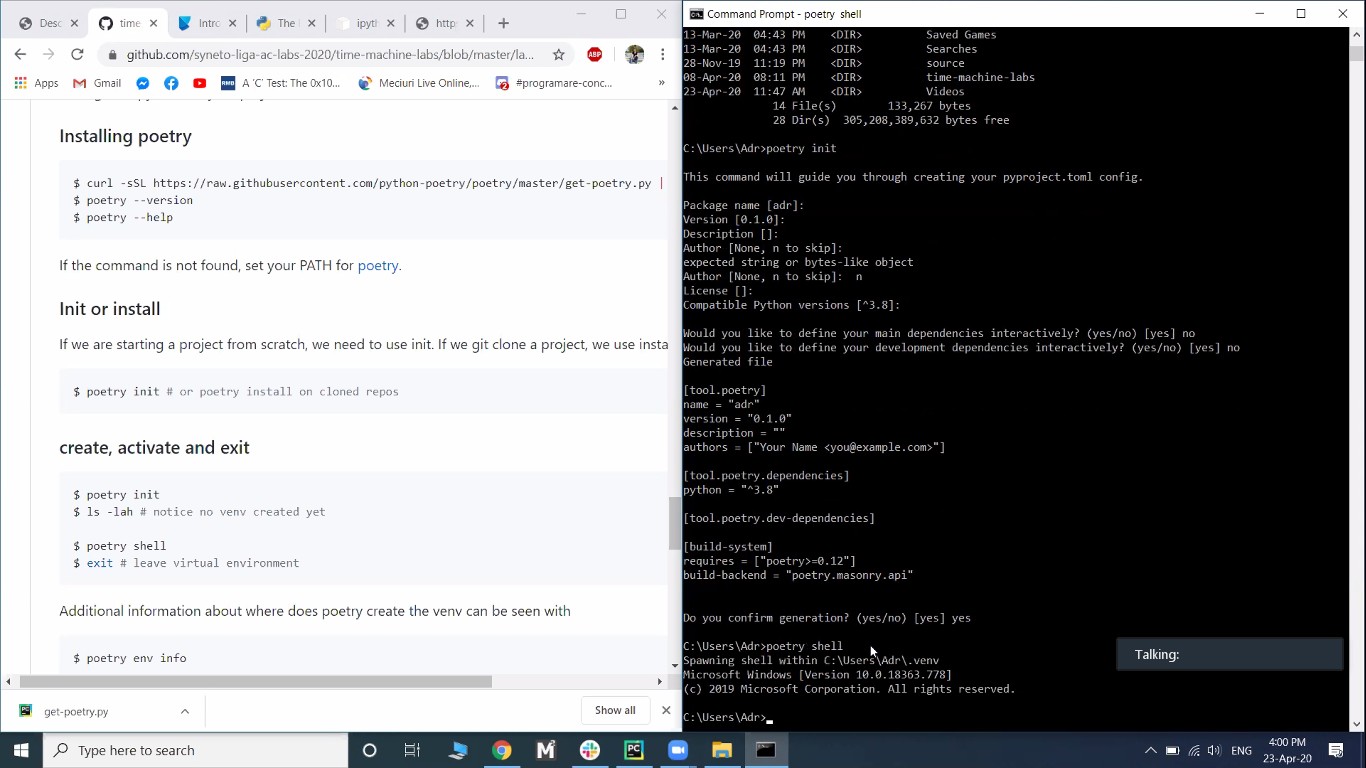 Desc
time
Intro
The I
ipyth
https
github.com/syneto-liga-ac-labs-2020/time-machine-labs/blob/master/la...
ABP
Apps
Gmail
A 'C' Test: The 0x10...
Meciuri Live Online,...
#programare-conc...
»
Installing poetry
$ curl -sSL https://raw.githubusercontent.com/python-poetry/poetry/master/get-poetry.py |
$ poetry --version
$ poetry --help
If the command is not found, set your PATH for poetry.
Init or install
If we are starting a project from scratch, we need to use init. If we git clone a project, we use insta
$ poetry init # or poetry install on cloned repos
create, activate and exit
$ poetry init
$ ls -lah # notice no venv created yet
$ poetry shell
$ exit # leave virtual environment
Additional information about where does poetry create the venv can be seen with
$ poetry env info
get-poetry.py
Show all
Command Prompt - poetry shell
13-Mar-20 04:43 PM <DIR> Saved Games
13-Mar-20 04:43 PM <DIR> Searches
28-Nov-19 11:19 PM <DIR> source
08-Apr-20 08:11 PM <DIR> time-machine-labs
23-Apr-20 11:47 AM <DIR> Videos
14 File(s) 133,267 bytes
28 Dir(s) 305,208,389,632 bytes free
C:\Users\Adr>poetry init
This command will guide you through creating your pyproject.toml config.
Package name [adr]:
Version [0.1.0]:
Description []:
Author [None, n to skip]:
expected string or bytes-like object
Author [None, n to skip]: n
License []:
Compatible Python versions [^3.8]:
Would you like to define your main dependencies interactively? (yes/no) [yes] no
Would you like to define your development dependencies interactively? (yes/no) [yes] no
Generated file
[tool.poetry]
name = "adr"
version = "0.1.0"
description = ""
authors = ["Your Name <you@example.com>"]
[tool.poetry.dependencies]
python = "^3.8"
[tool.poetry.dev-dependencies]
[build-system]
requires = ["poetry>=0.12"]
build-backend = "poetry.masonry.api"
Do you confirm generation? (yes/no) [yes] yes
C:\Users\Adr>poetry shell
Spawning shell within C:\Users\Adr\.venv
Microsoft Windows [Version 10.0.18363.778]
(c) 2019 Microsoft Corporation. All rights reserved.
C:\Users\Adr>
Talking:
Type here to search
ENG
4:00 PM
23-Apr-20